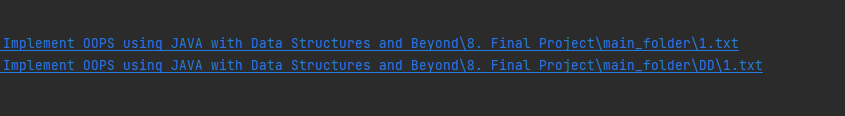 Implement OOPS using JAVA with Data Structures and Beyond\8. Final Project\main_folder\1.txt
Implement OOPS using JAVA with Data Structures and Beyond\8. Final Project\main_folder\DD\1.txt